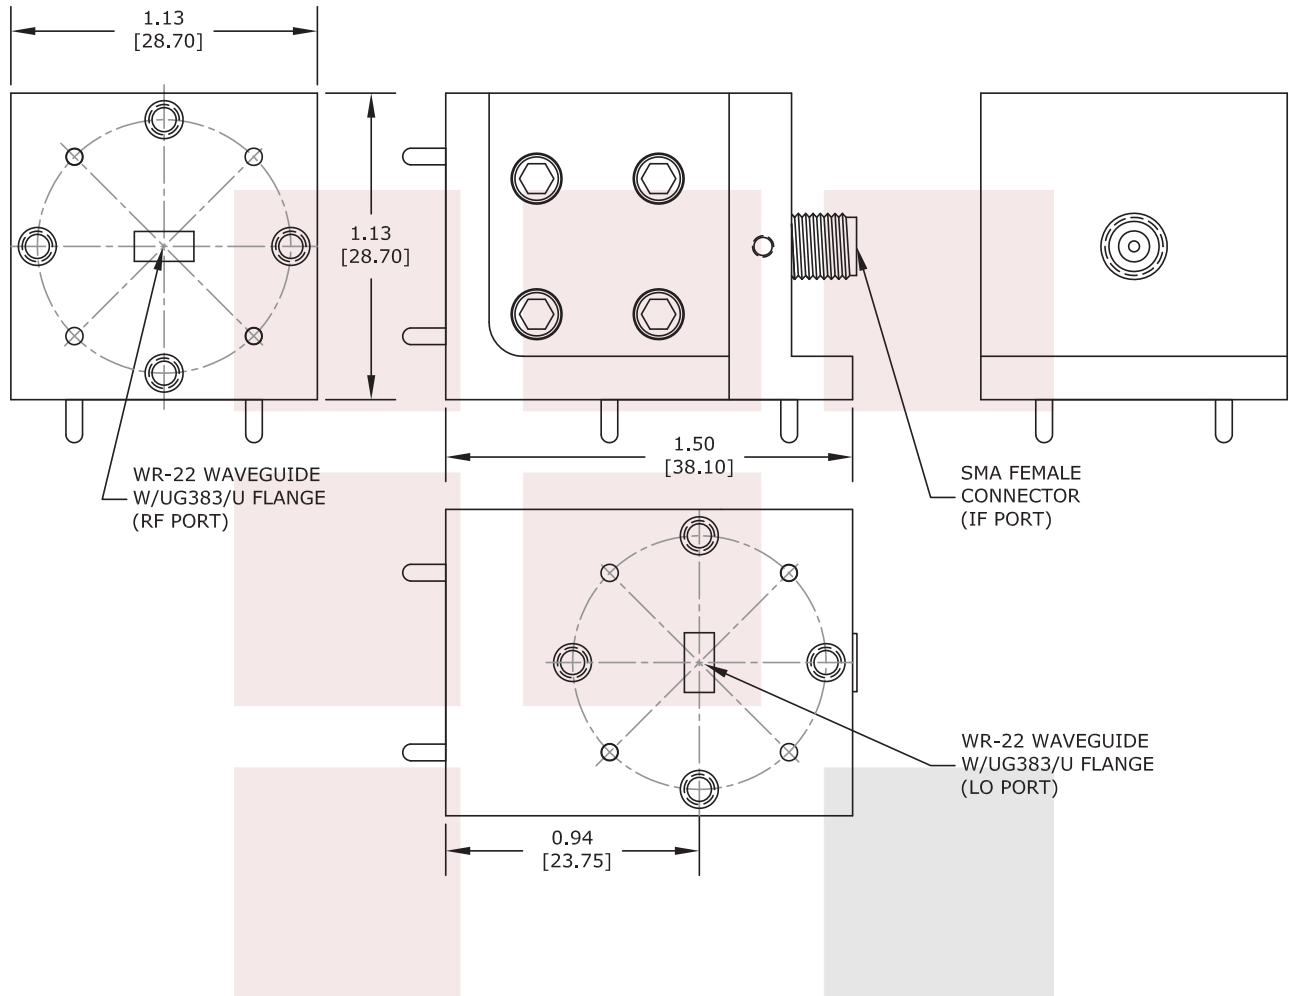 1.13
[28.70]
1.13
[28.70]
WR-22 WAVEGUIDE
W/UG383/U FLANGE
(RF PORT)
1.50
[38.10]
SMA FEMALE
CONNECTOR
(IF PORT)
WR-22 WAVEGUIDE
W/UG383/U FLANGE
(LO PORT)
0.94
[23.75]